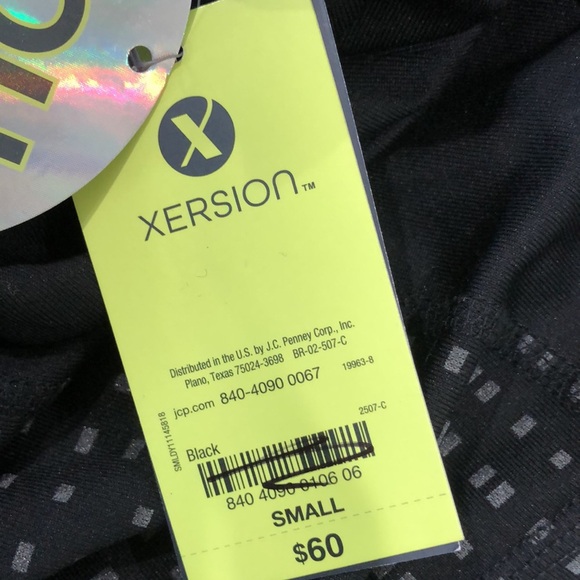 XERSION™
Distributed in the U.S. by J.C. Penney Corp., Inc.
Plano, Texas 75024-3698 BR-02-507-C
jcp.com 840-4090 0067 19963-8
2507-C
SMLDY11145818
Black
840 4090 0106 06
SMALL
$60